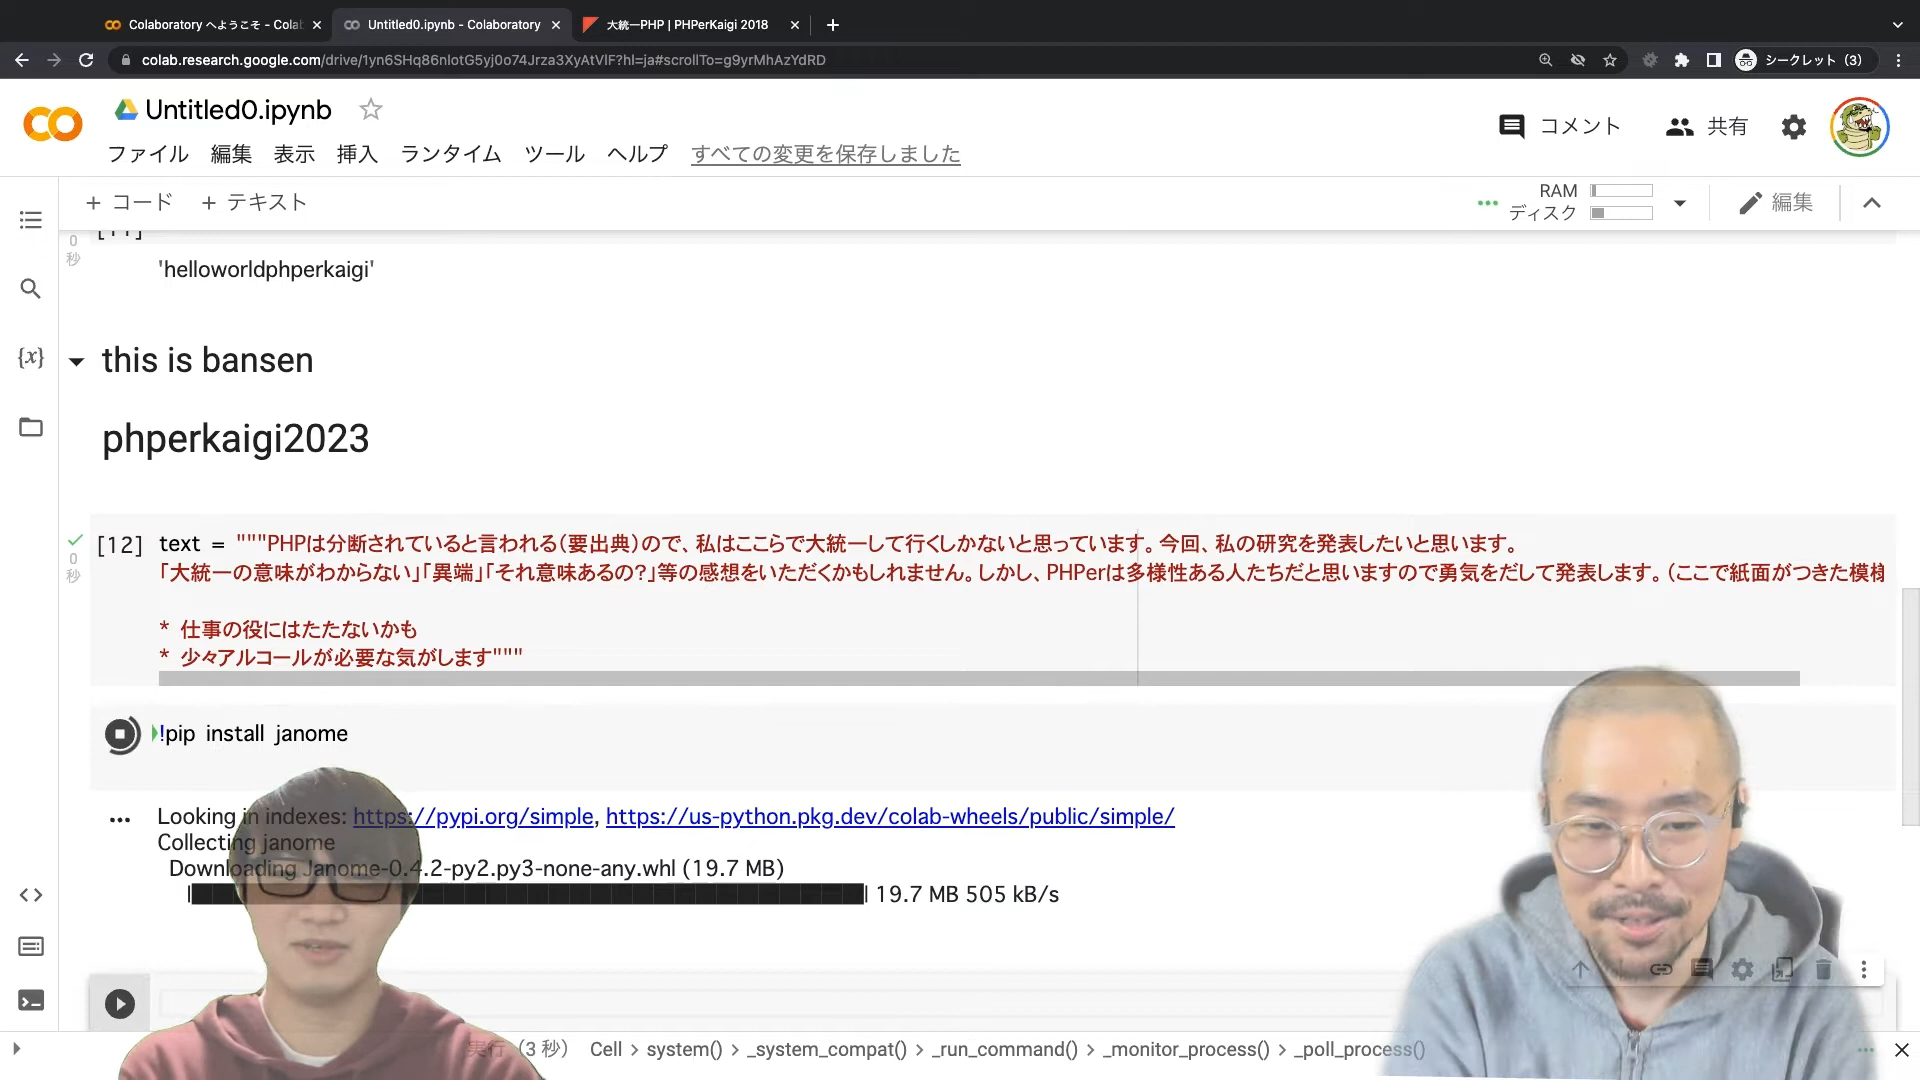 Colaboratory へようこそ - Colab
Untitled0.ipynb - Colaboratory
大統一PHP | PHPerKaigi 2018
colab.research.google.com/drive/1yn6SHq86nlotG5yj0o74Jrza3XyAtVlF?hl=ja#scrollTo=g9yrMhAzYdRD
シークレット (3)
Untitled0.ipynb
コメント
共有
ファイル 編集 表示 挿入 ランタイム ツール ヘルプ すべての変更を保存しました
+ コード + テキスト
RAM
ディスク
編集
[11]
0
秒
'helloworldphperkaigi'
{x}
this is bansen
phperkaigi2023
0
秒
[12] text = """PHPは分断されていると言われる(要出典)ので、私はここらで大統一して行くしかないと思っています。今回、私の研究を発表したいと思います。
「大統一の意味がわからない」「異端」「それ意味あるの?」等の感想をいただくかもしれません。しかし、PHPerは多様性ある人たちだと思いますので勇気をだして発表します。(ここで紙面がつきた模様
* 仕事の役にはたたないかも
* 少々アルコールが必要な気がします"""
!pip install janome
Looking in indexes: https://pypi.org/simple, https://us-python.pkg.dev/colab-wheels/public/simple/
Collecting janome
Downloading Janome-0.4.2-py2.py3-none-any.whl (19.7 MB)
19.7 MB 505 kB/s
実行 (3 秒) Cell > system() > _system_compat() > _run_command() > _monitor_process() > _poll_process()